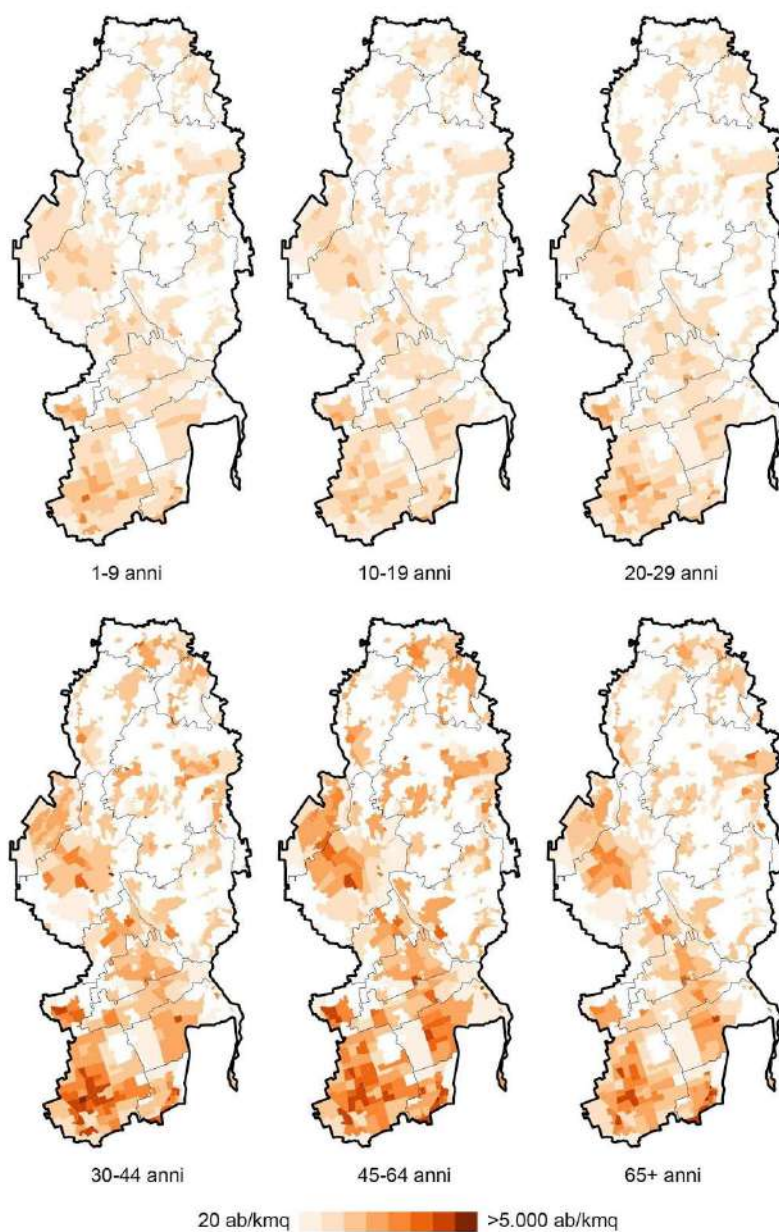 1-9 anni
10-19 anni
20-29 anni
30-44 anni
45-64 anni
65+ anni
20 ab/kmq
>5.000 ab/kmq